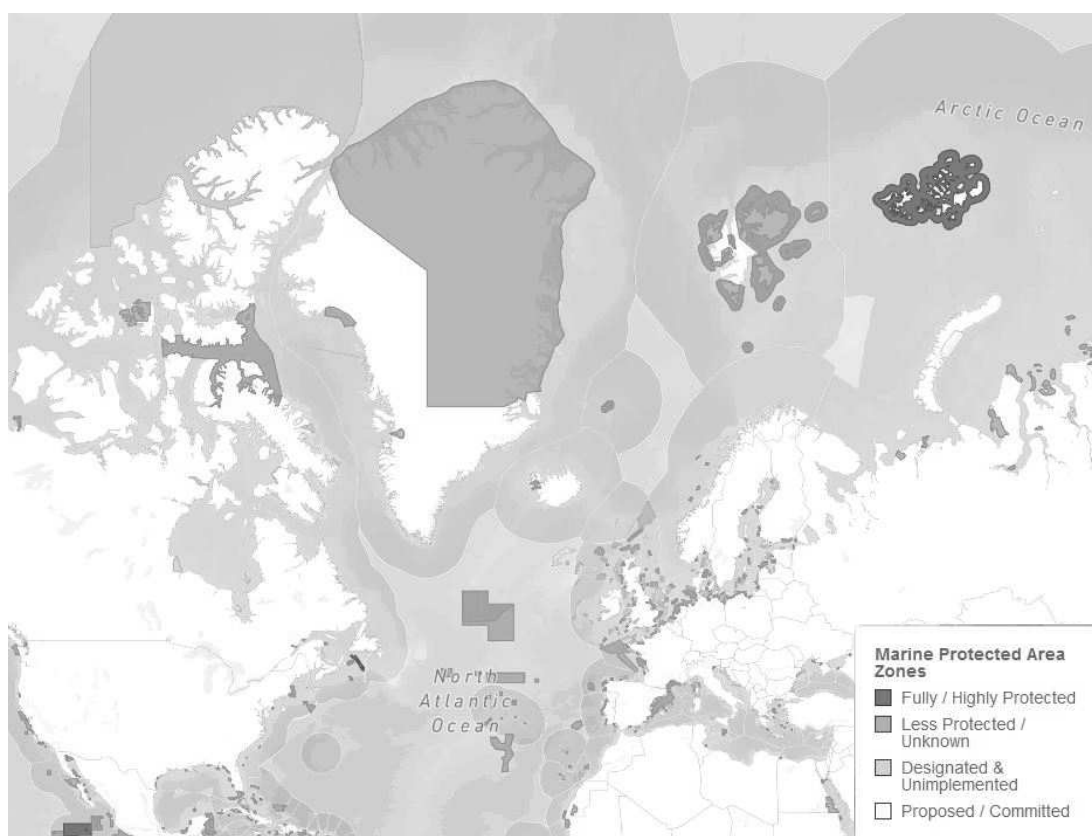 Arctic Ocean
North
Atlantic
Ocean
Marine Protected Area
Zones
Fully / Highly Protected
Less Protected /
Unknown
Designated &
Unimplemented
Proposed / Committed